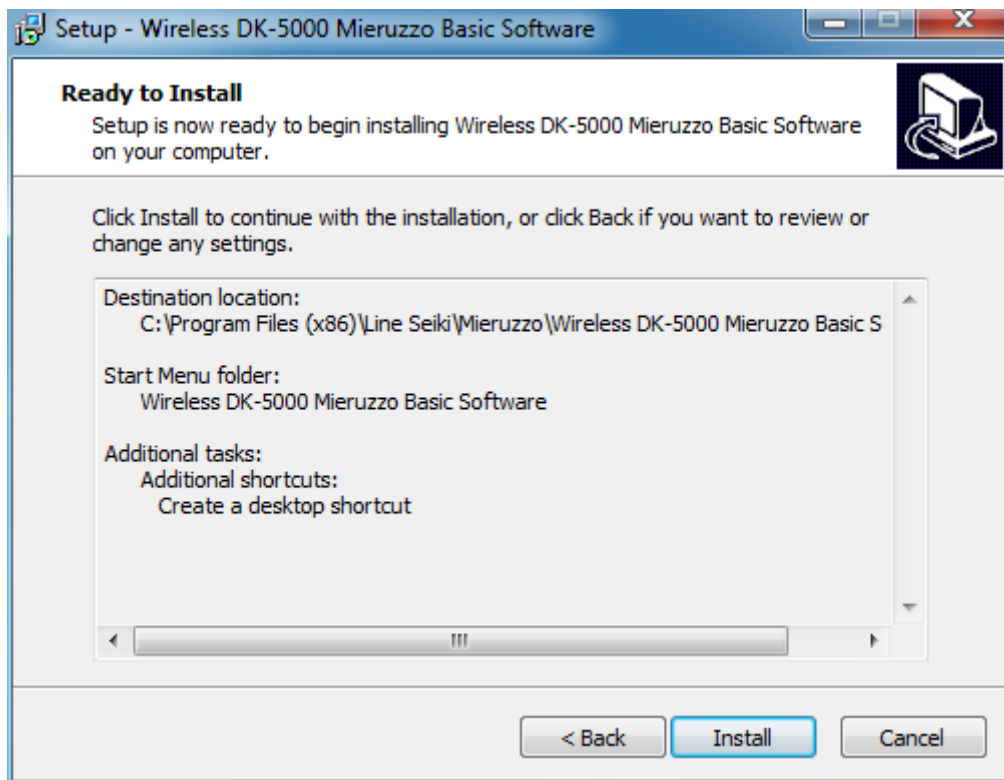 Setup - Wireless DK-5000 Mieruzzo Basic Software
Ready to Install
Setup is now ready to begin installing Wireless DK-5000 Mieruzzo Basic Software
on your computer.
Click Install to continue with the installation, or click Back if you want to review or
change any settings.
Destination location:
C:\Program Files (x86)\Line Seiki\Mieruzzo\Wireless DK-5000 Mieruzzo Basic S
Start Menu folder:
Wireless DK-5000 Mieruzzo Basic Software
Additional tasks:
Additional shortcuts:
Create a desktop shortcut
< Back Install Cancel